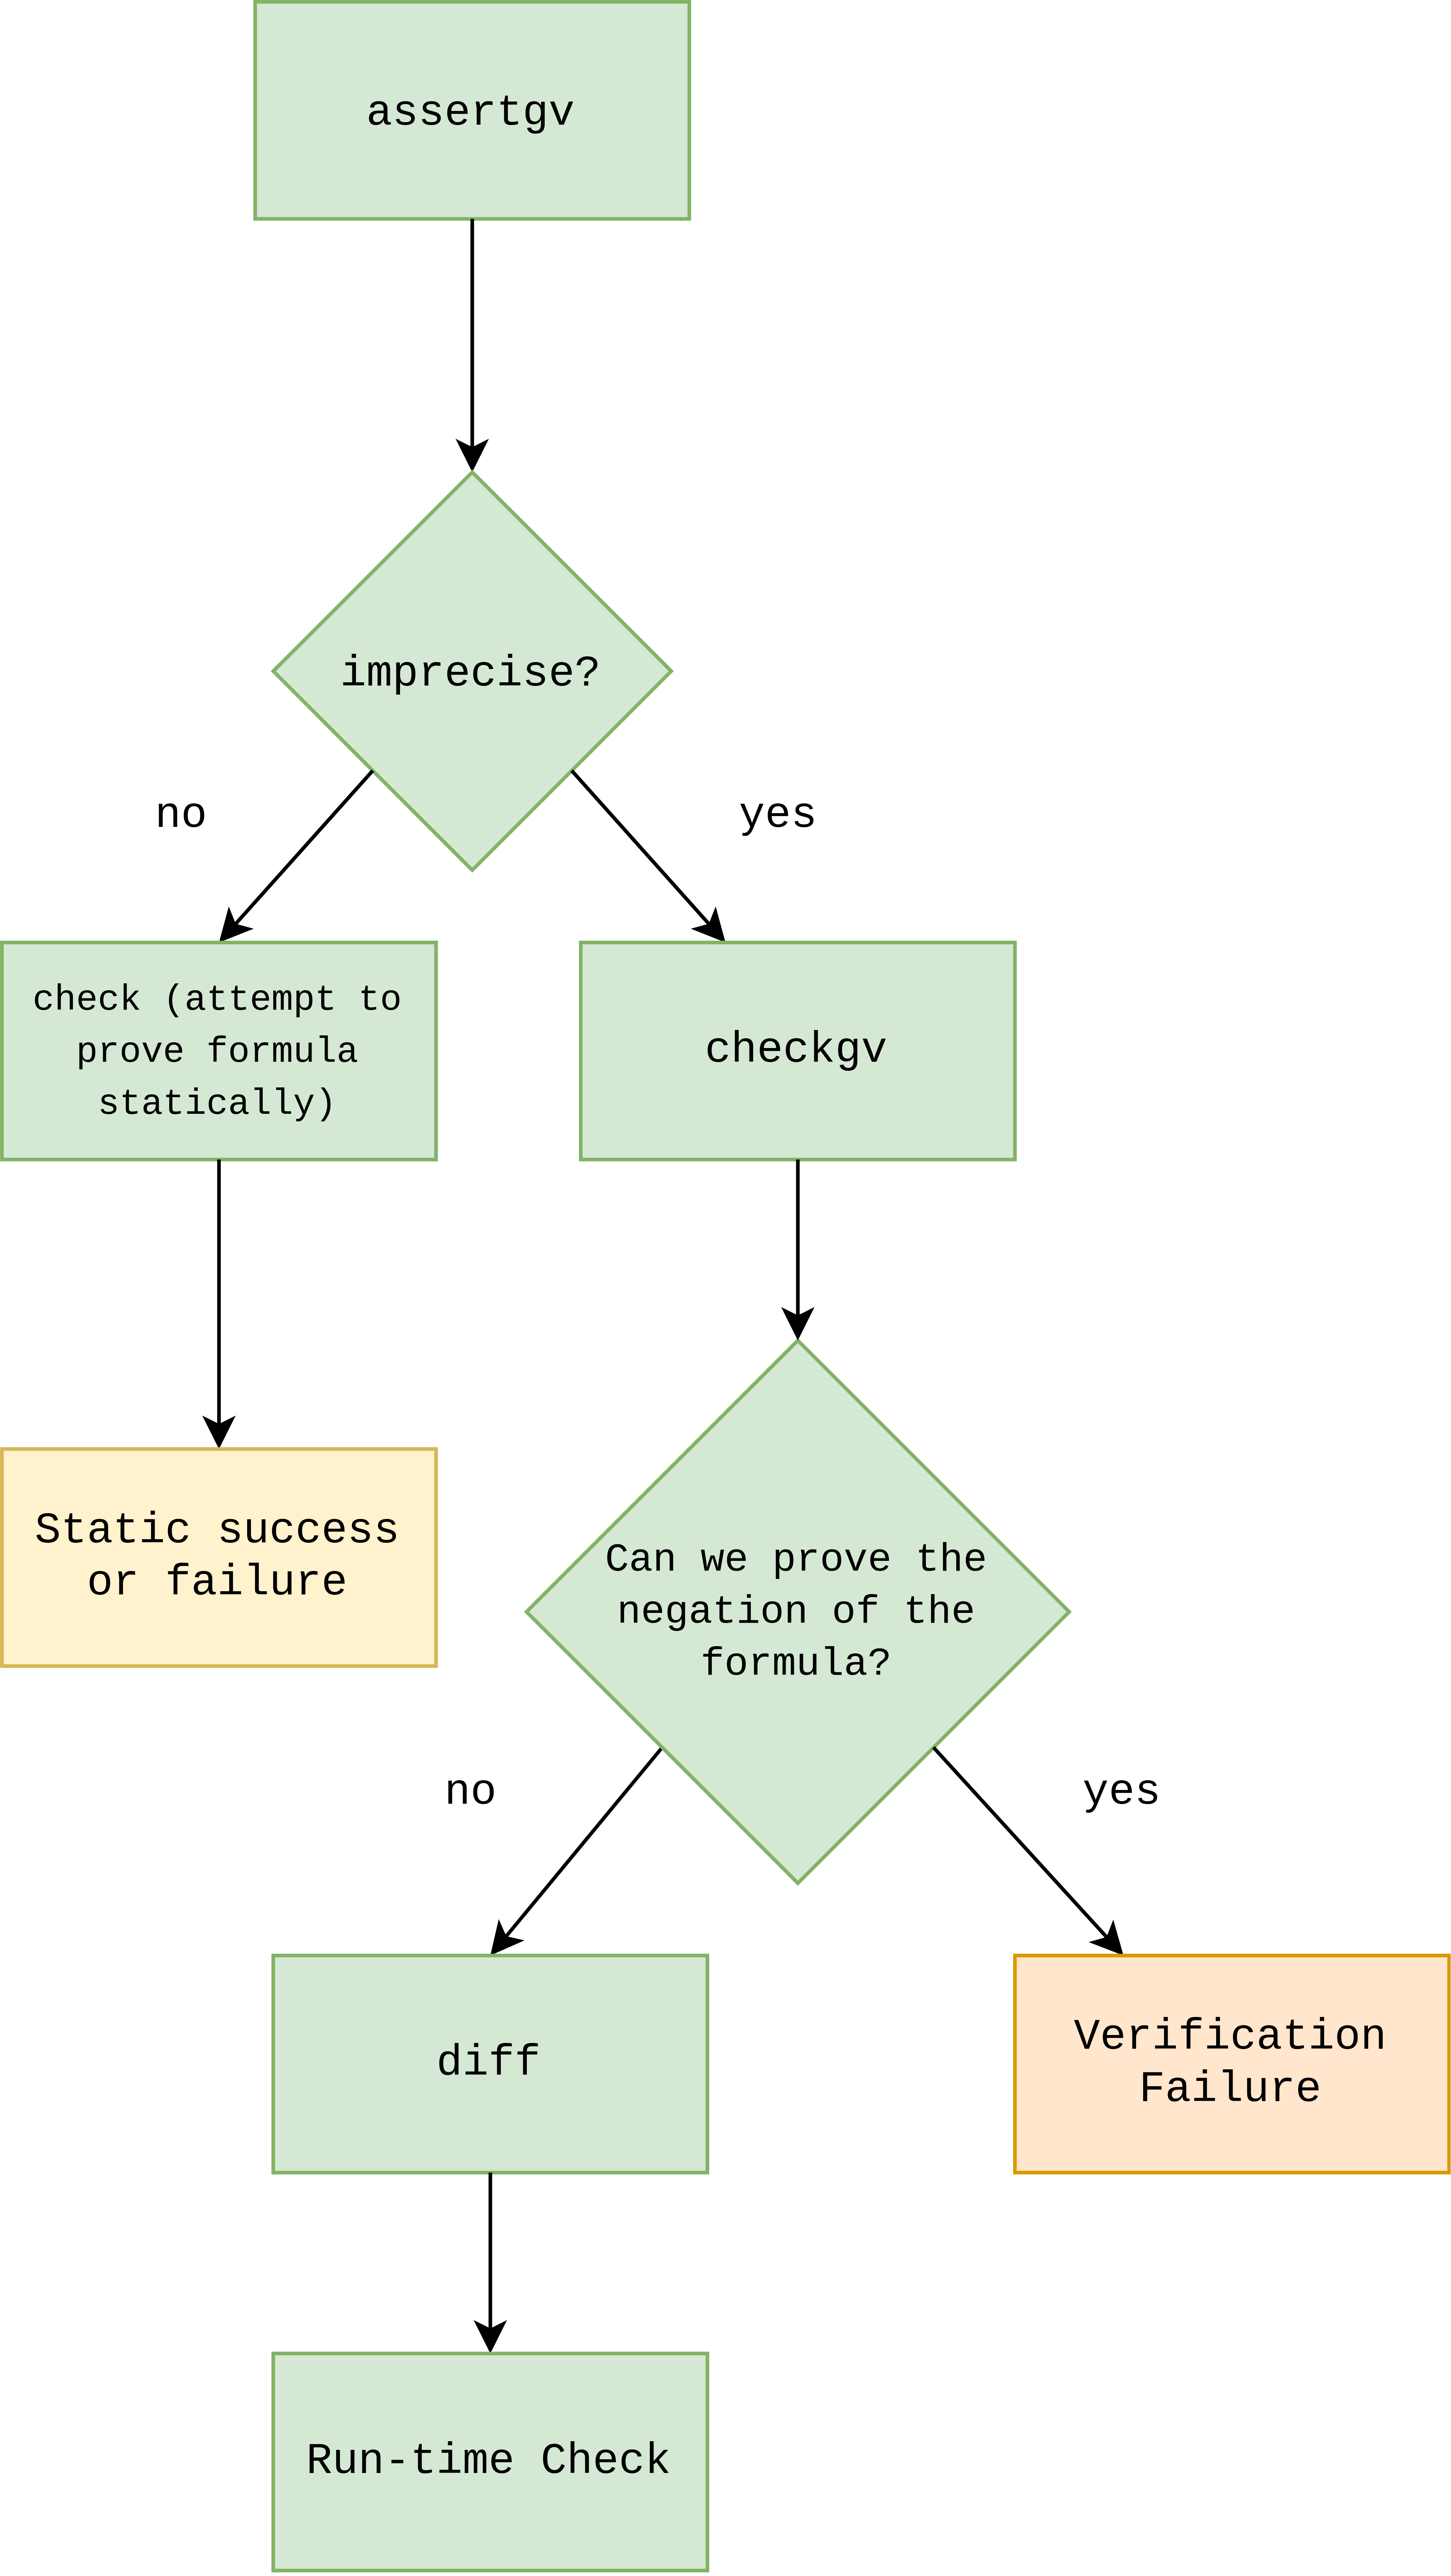 assertgv
imprecise?
no
yes
check (attempt to
prove formula
statically)
checkgv
Static success
or failure
Can we prove the
negation of the
formula?
no
yes
diff
Verification
Failure
Run-time Check